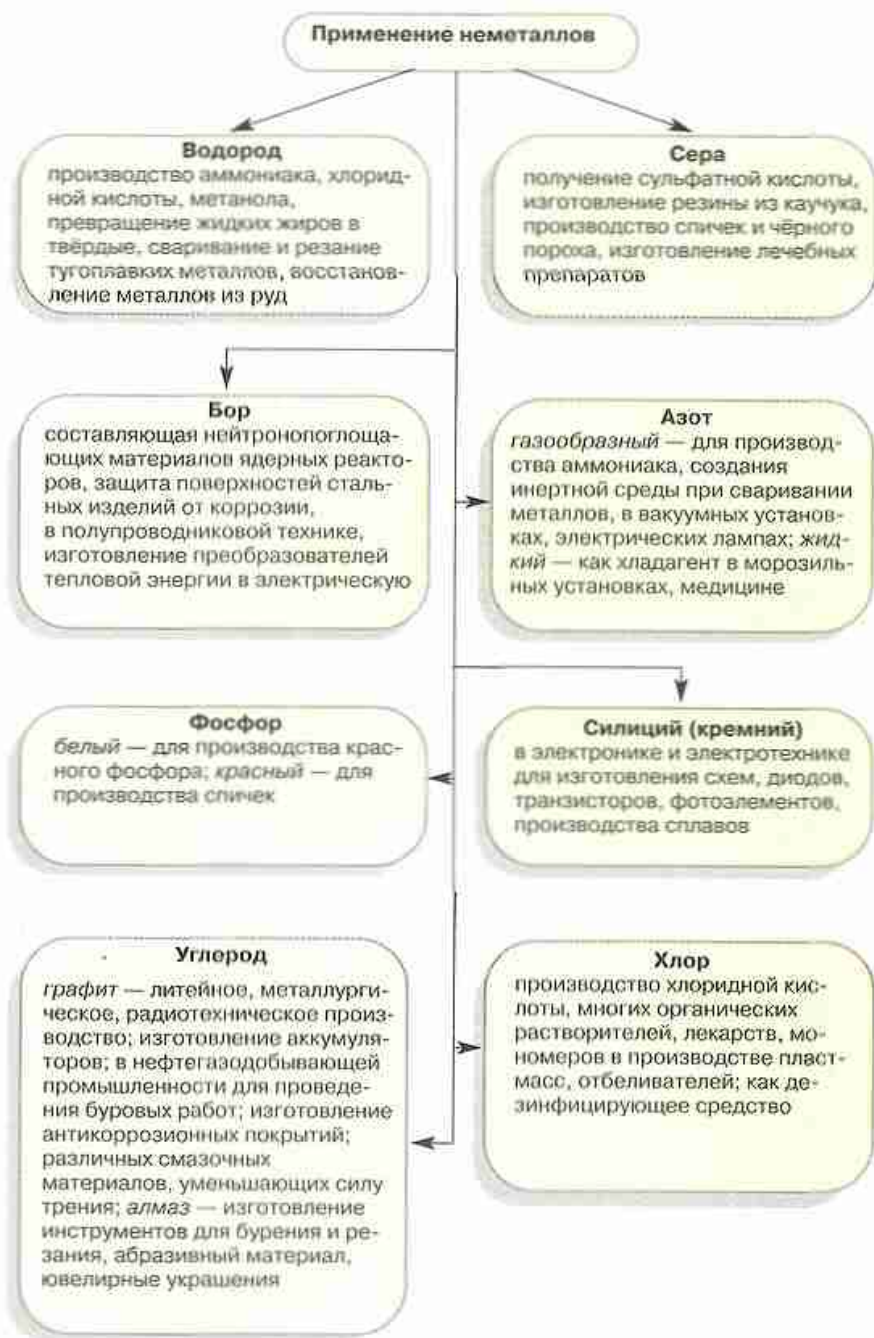 Применение неметаллов
Водород
производство аммониака, хлорид-
ной кислоты, метанола,
превращение жидких жиров в
твёрдые, сваривание и резание
тугоплавких металлов, восстанов-
ление металлов из руд
Сера
получение сульфатной кислоты,
изготовление резины из каучука,
производство спичек и чёрного
пороха, изготовление лечебных
препаратов
Бор
составляющая нейтронопоглоща-
ющих материалов ядерных реакто-
ров, защита поверхностей сталь-
ных изделий от коррозии,
в полупроводниковой технике,
изготовление преобразователей
тепловой энергии в электрическую
Азот
газообразный — для производ-
ства аммониака, создания
инертной среды при сваривании
металлов, в вакуумных установ-
ках, электрических лампах; жид-
кий — как хладагент в морозиль-
ных установках, медицине
Фосфор
белый — для производства крас-
ного фосфора; красный — для
производства спичек
Силиций (кремний)
в электронике и электротехнике
для изготовления схем, диодов,
транзисторов, фотоэлементов,
производства сплавов
Углерод
графит — литейное, металлурги-
ческое, радиотехническое произ-
водство; изготовление аккумуля-
торов; в нефтегазодобывающей
промышленности для проведе-
ния буровых работ; изготовление
антикоррозионных покрытий;
различных смазочных
материалов, уменьшающих силу
трения; алмаз — изготовление
инструментов для бурения и ре-
зания, абразивный материал,
ювелирные украшения
Хлор
производство хлоридной кис-
лоты, многих органических
растворителей, лекарств, мо-
номеров в производстве пласт-
масс, отбеливателей; как де-
зинфицирующее средство